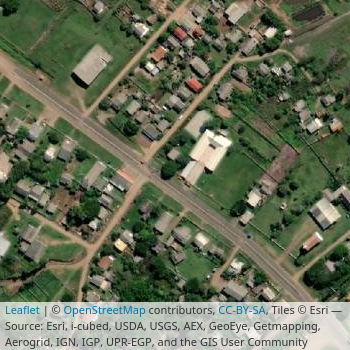 Leaflet | © OpenStreetMap contributors, CC-BY-SA, Tiles © Esri —
Source: Esri, i-cubed, USDA, USGS, AEX, GeoEye, Getmapping,
Aerogrid, IGN, IGP, UPR-EGP, and the GIS User Community